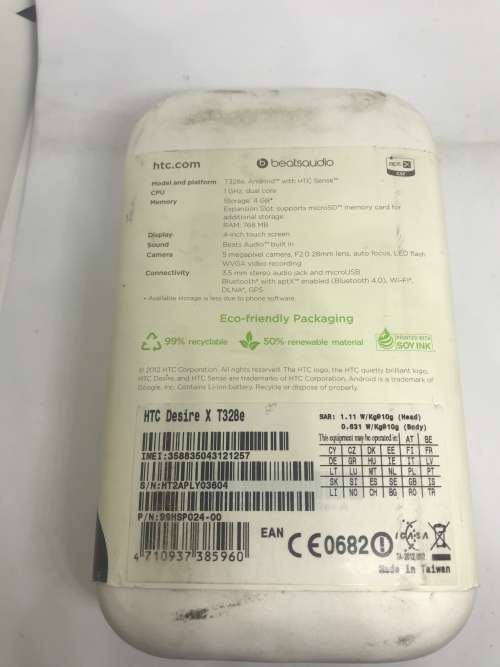 htc.com
beatsaudio
aptX
Model and platform T328e, Android™ with HTC Sense™
CPU 1 GHz, dual core
Memory Storage: 4 GB*
Expansion Slot: supports microSD™ memory card for
additional storage
RAM: 768 MB
Display 4-inch touch screen
Sound Beats Audio™ built in
Camera 5 megapixel camera, F2.0 28mm lens, auto focus, LED flash
WVGA video recording
Connectivity 3.5 mm stereo audio jack and microUSB
Bluetooth® with aptX™ enabled (Bluetooth 4.0), Wi-Fi®,
DLNA®, GPS
* Available storage is less due to phone software.
Eco-friendly Packaging
99% recyclable
50% renewable material
PRINTED WITH
SOY INK
© 2012 HTC Corporation. All rights reserved. The HTC logo, the HTC quietly brilliant logo,
HTC Desire, and HTC Sense are trademarks of HTC Corporation. Android is a trademark of
Google, Inc. Contains Li-ion battery. Recycle or dispose of properly.
HTC Desire X T328e
SAR: 1.11 W/Kg@10g (Head)
0.631 W/Kg@10g (Body)
This equipment may be operated in: AT BE
CY CZ DK EE FI FR
DE GR HU IE IT LV
LT LU MT NL PL PT
SK SI ES SE GB IS
LI NO CH BG RO TR
IMEI:358835043121257
S/N:HT2APLY03604
P/N:99HSP024-00
4 710937 385960
EAN
CE0682
ICASA
Made in Taiwan